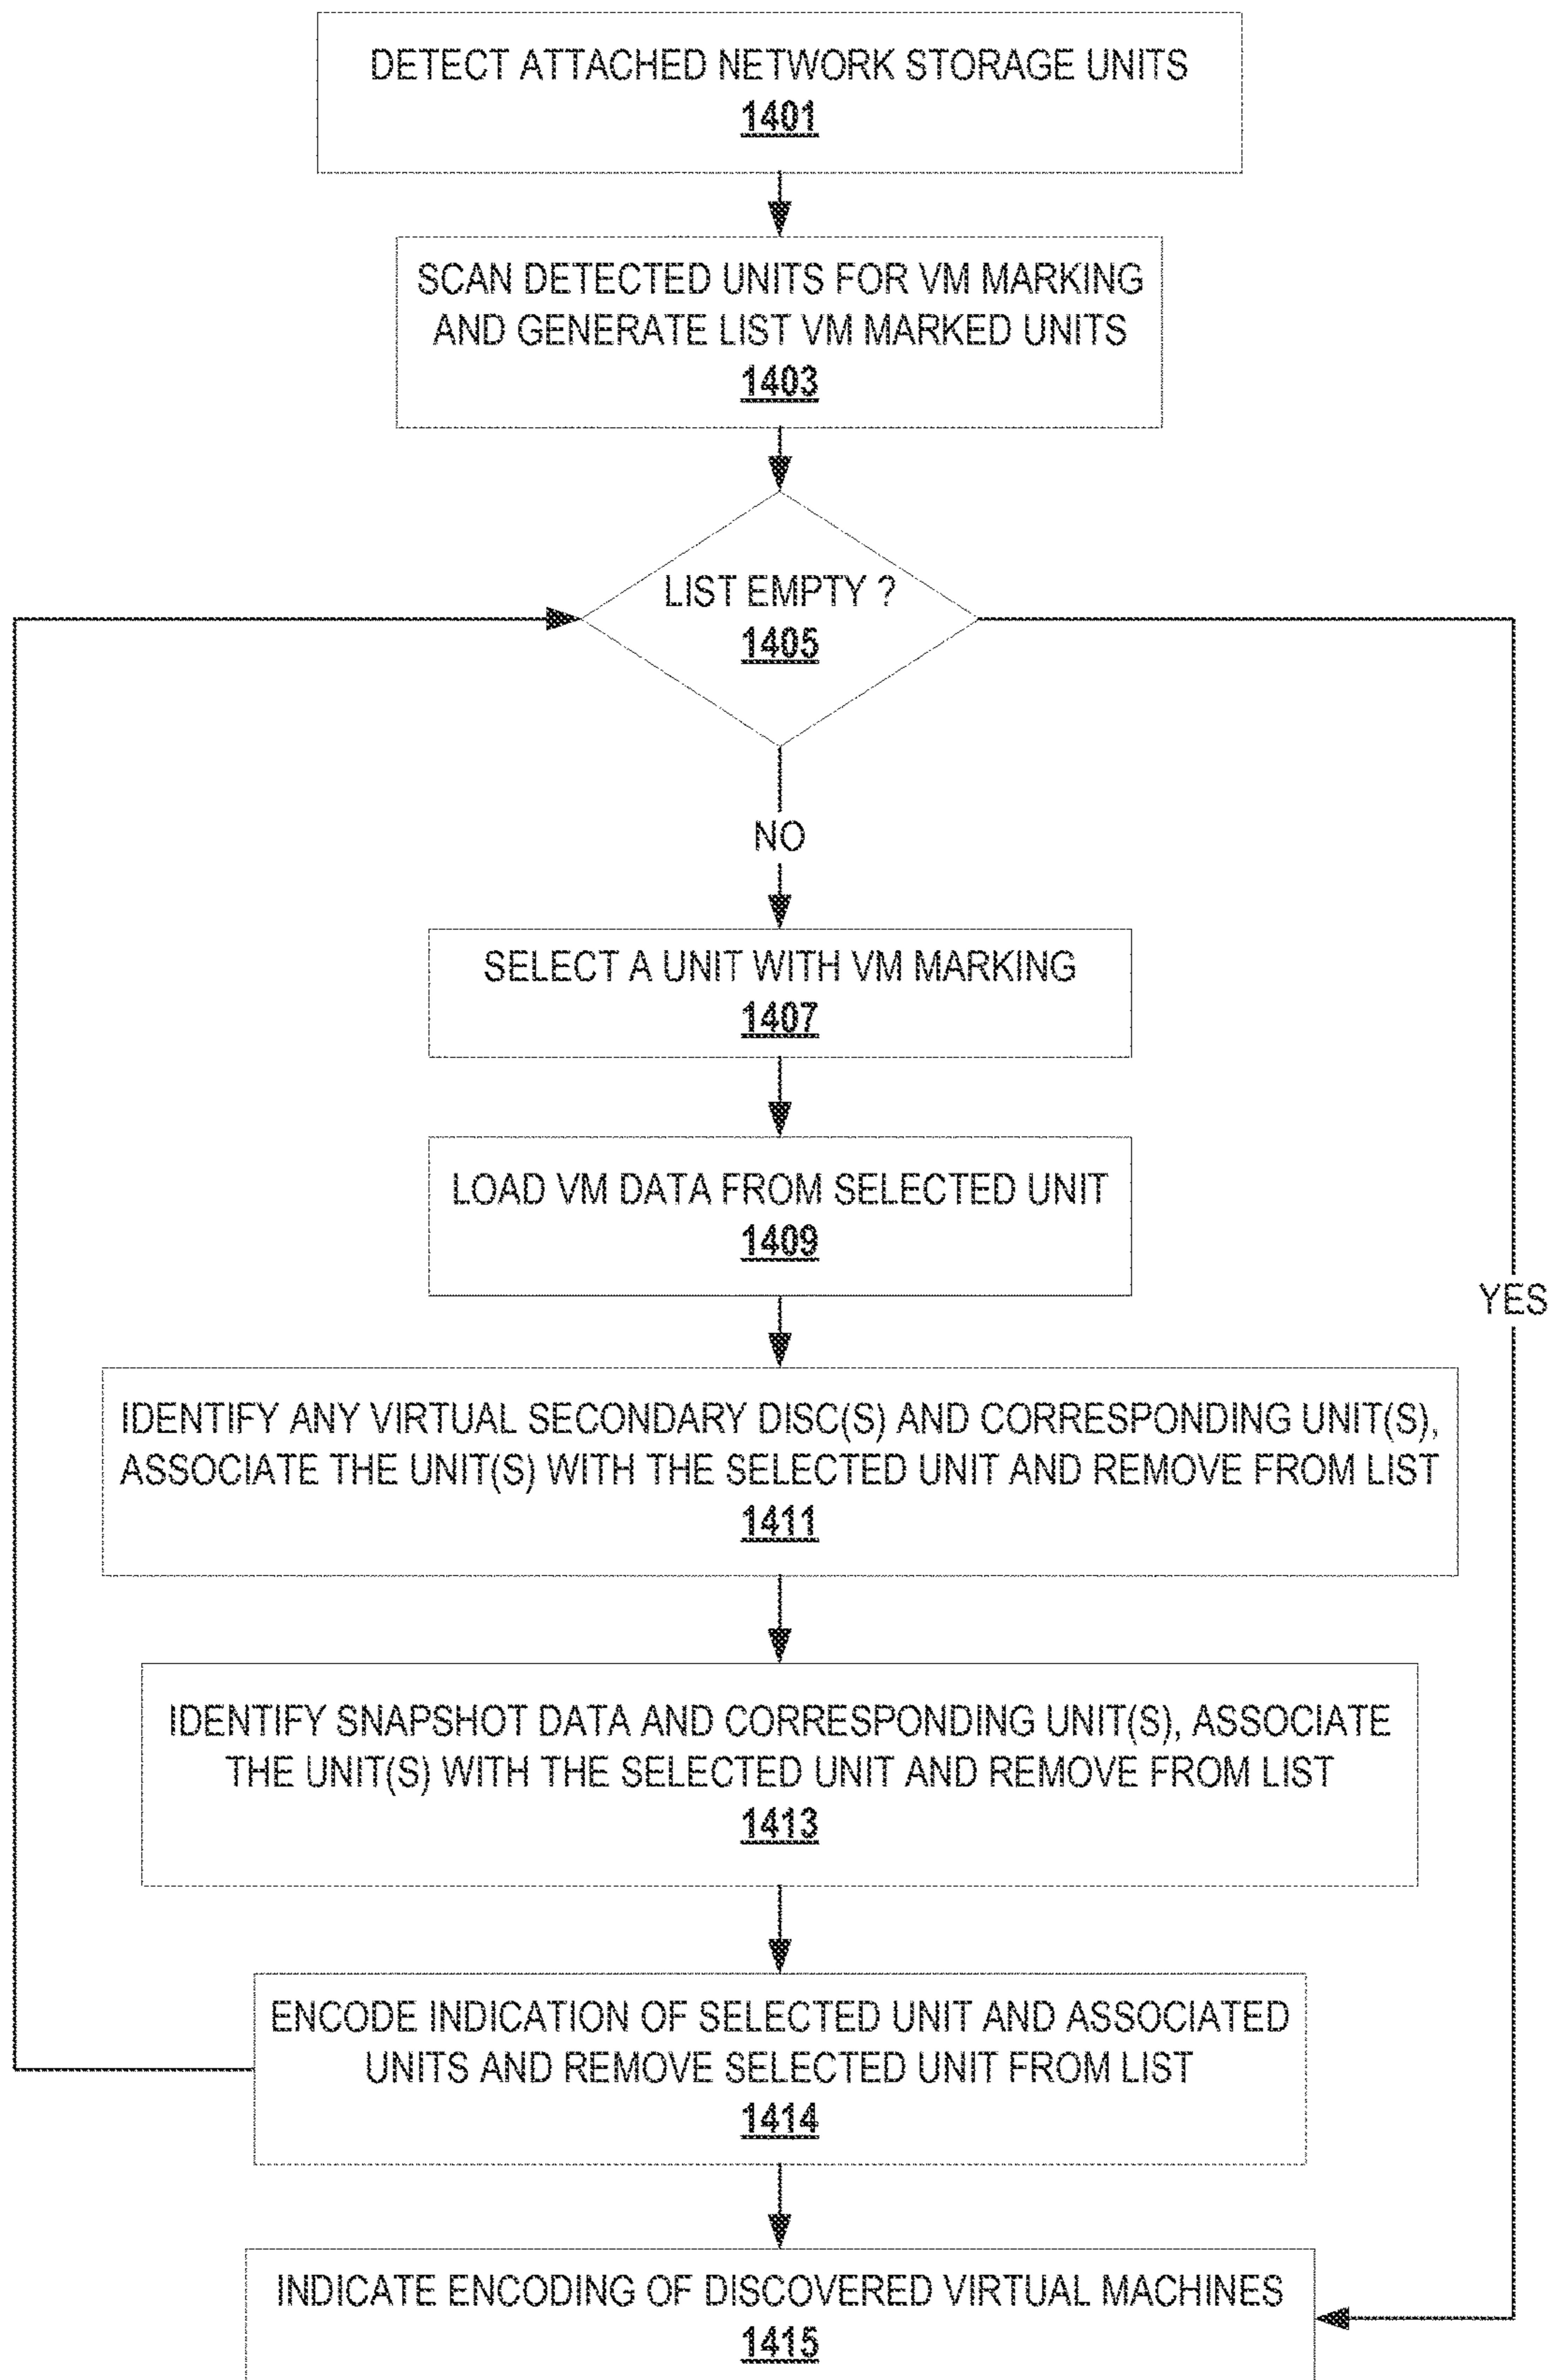 DETECT ATTACHED NETWORK STORAGE UNITS
1401
SCAN DETECTED UNITS FOR VM MARKING
AND GENERATE LIST VM MARKED UNITS
1403
LIST EMPTY ?
1405
NO
SELECT A UNIT WITH VM MARKING
1407
LOAD VM DATA FROM SELECTED UNIT
1409
YES
IDENTIFY ANY VIRTUAL SECONDARY DISC(S) AND CORRESPONDING UNIT(S),
ASSOCIATE THE UNIT(S) WITH THE SELECTED UNIT AND REMOVE FROM LIST
1411
IDENTIFY SNAPSHOT DATA AND CORRESPONDING UNIT(S), ASSOCIATE
THE UNIT(S) WITH THE SELECTED UNIT AND REMOVE FROM LIST
1413
ENCODE INDICATION OF SELECTED UNIT AND ASSOCIATED
UNITS AND REMOVE SELECTED UNIT FROM LIST
1414
INDICATE ENCODING OF DISCOVERED VIRTUAL MACHINES
1415